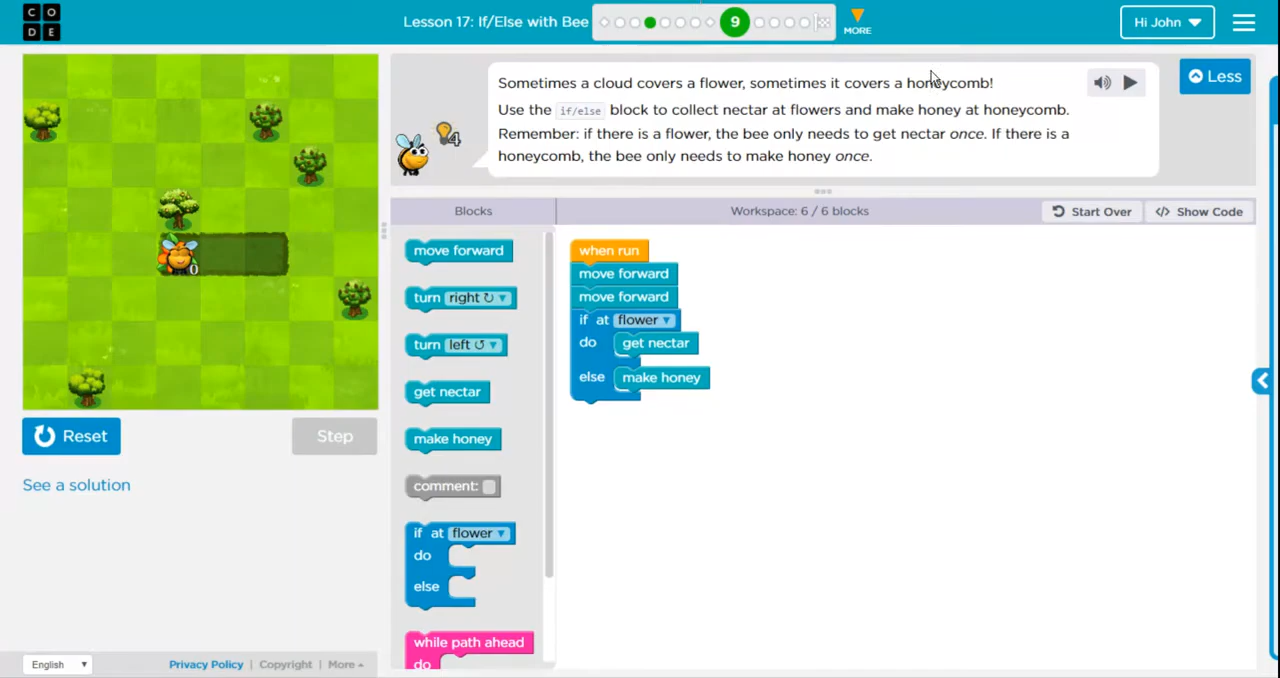 CO
DE
Lesson 17: If/Else with Bee
9
MORE
Hi John
Sometimes a cloud covers a flower, sometimes it covers a honeycomb!
Use the if/else block to collect nectar at flowers and make honey at honeycomb.
Remember: if there is a flower, the bee only needs to get nectar once. If there is a
honeycomb, the bee only needs to make honey once.
4
Less
Blocks
Workspace: 6 / 6 blocks
Start Over
</> Show Code
0
Reset
Step
See a solution
move forward
turn right
turn left
get nectar
make honey
comment:
if at flower
do
else
while path ahead
do
when run
move forward
move forward
if at flower
do get nectar
else make honey
English
Privacy Policy | Copyright | More